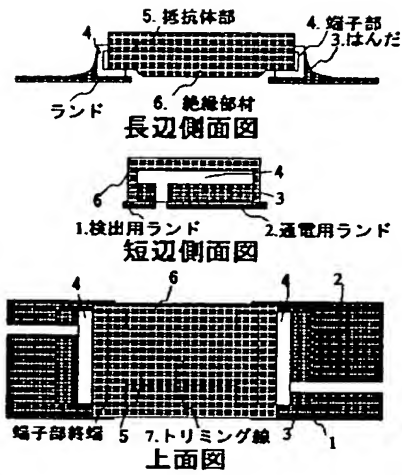 5. 抵抗体部
4.
4. 端子部
3.はんだ
ランド
6. 絶縁部材
長辺側面図
4
6
3
1.検出用ランド
2.通電用ランド
短辺側面図
4
6
4
2
端子部終端
5
7.トリミング線
3
1
上面図